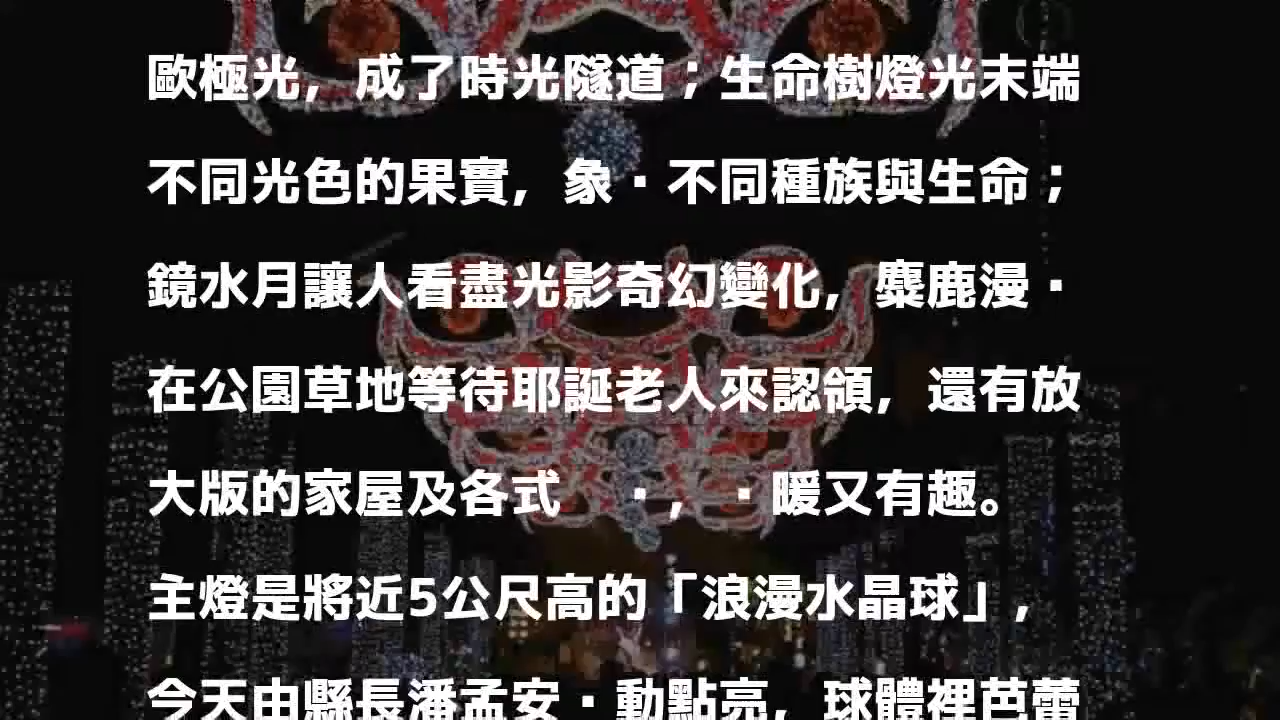 歐極光，成了時光隧道；生命樹燈光末端
不同光色的果實，象▪不同種族與生命；
鏡水月讓人看盡光影奇幻變化，麋鹿漫▪
在公園草地等待耶誕老人來認領，還有放
大版的家屋及各式　▪，▪暖又有趣。
主燈是將近5公尺高的「浪漫水晶球」，
今天由縣長潘孟安▪動點亮，球體裡芭蕾